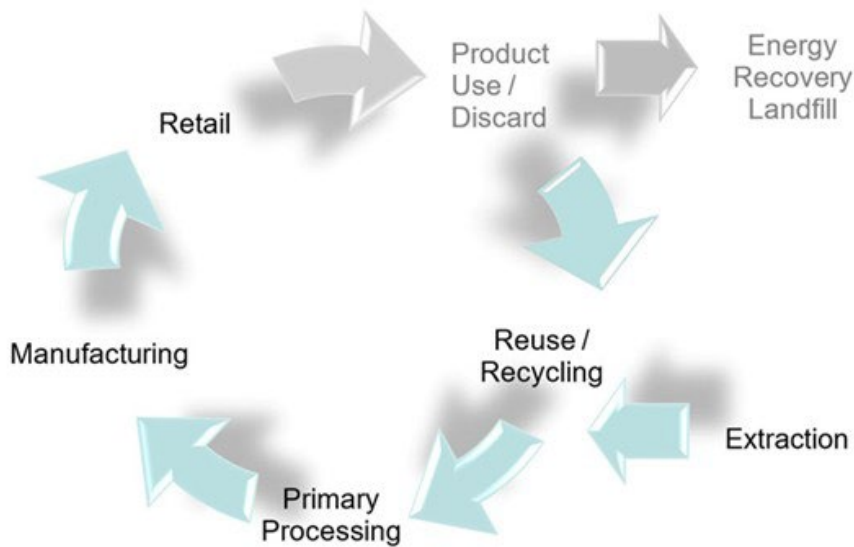 Product
Use /
Discard
Energy
Recovery
Landfill
Retail
Manufacturing
Reuse /
Recycling
Extraction
Primary
Processing